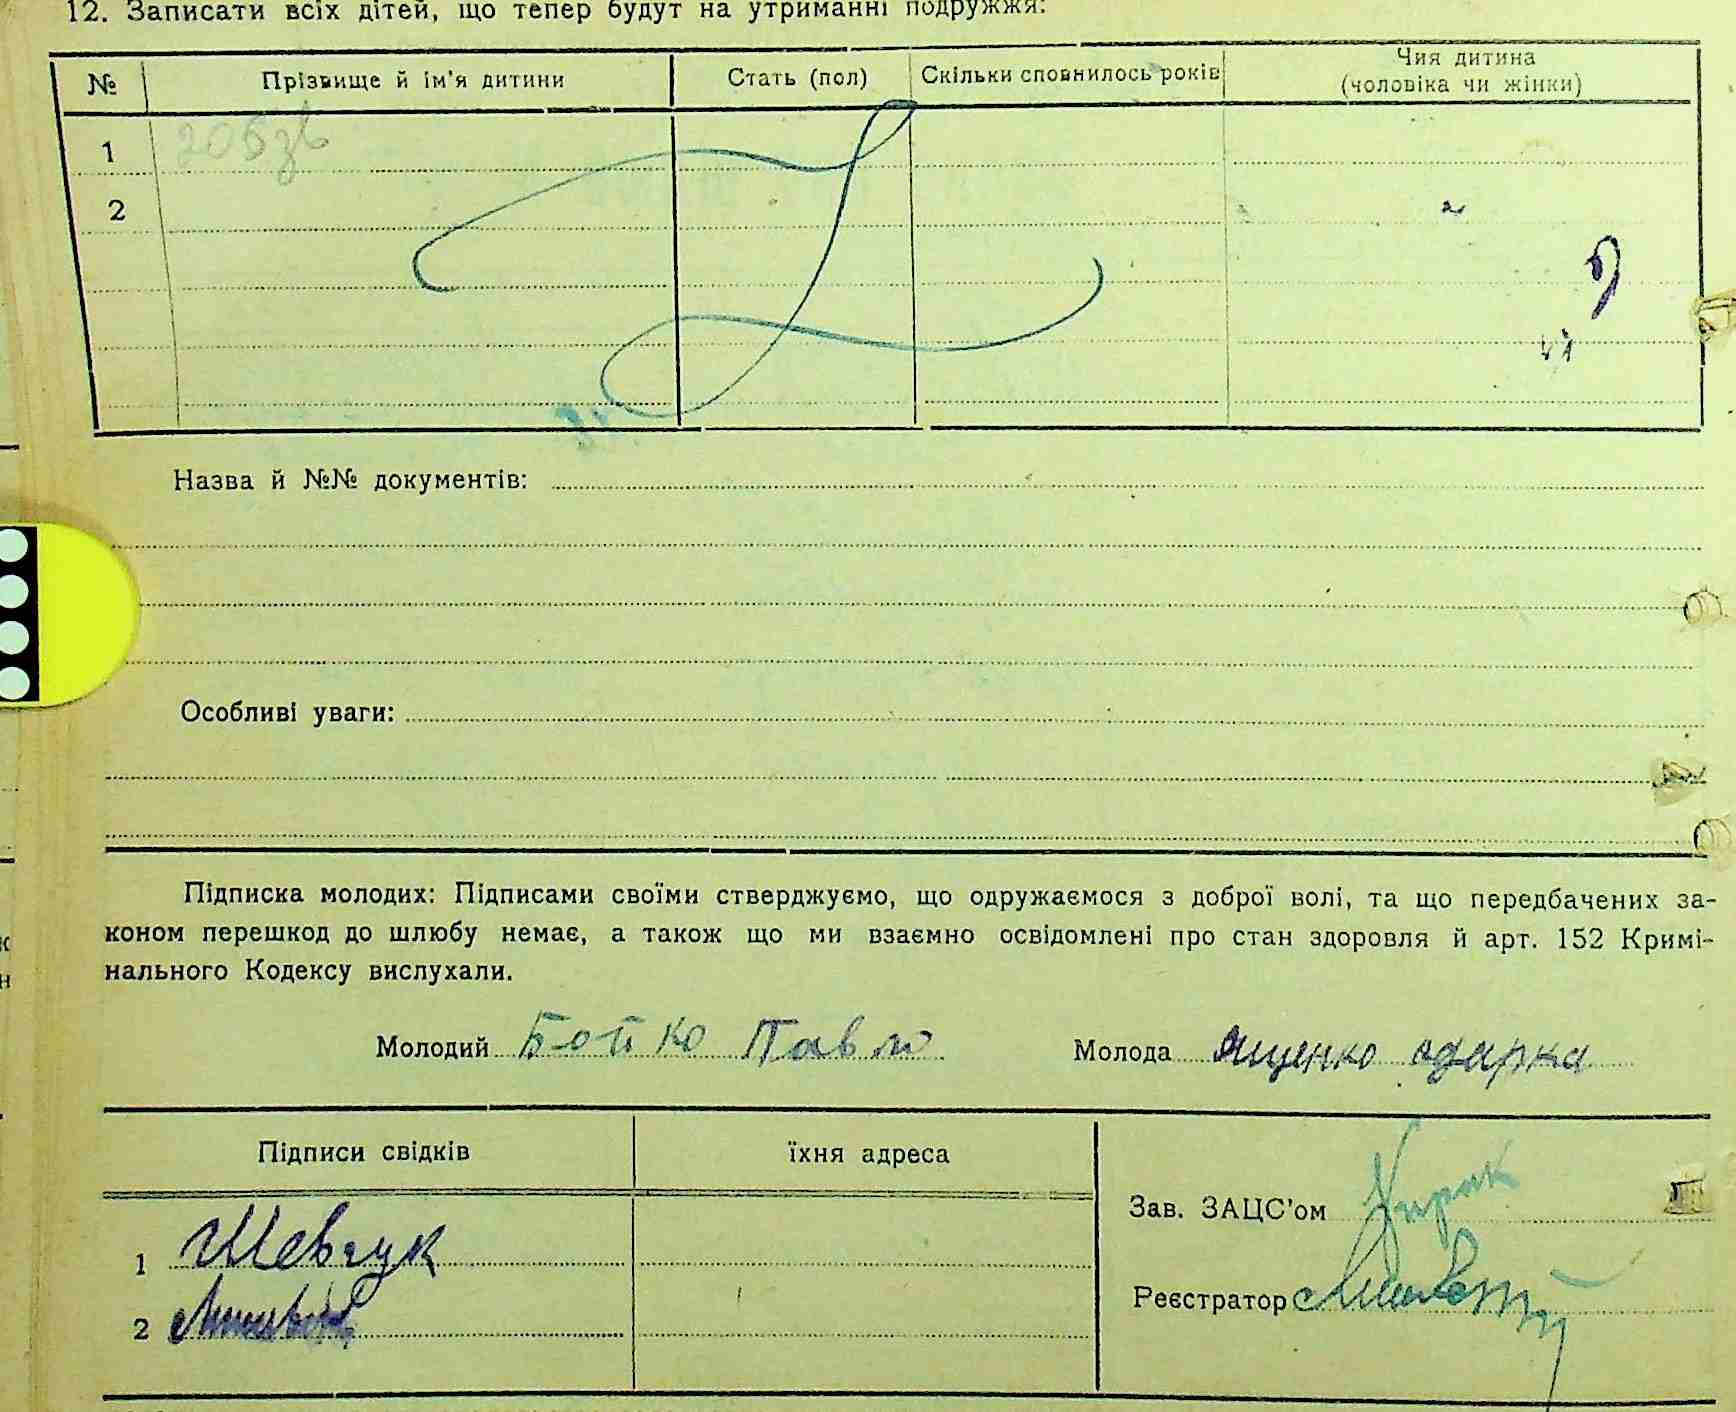 12. Записати всіх дітей, що тепер будут на утриманні подружжя:
№ Прізвище й ім'я дитини Стать (пол) Скільки сповнилось років Чия дитина (чоловіка чи жінки)
1
2
Назва й №№ документів:
Особливі уваги:
Підписка молодих: Підписами своїми стверджуємо, що одружаємося з доброї волі, та що передбачених за-
коном перешкод до шлюбу немає, а також що ми взаємно освідомлені про стан здоровля й арт. 152 Кримі-
нального Кодексу вислухали.
Молодий Бойко Павло Молода Ященко одарка
Підписи свідків їхня адреса
Зав. ЗАЦС'ом
1 Шевчук
Реєстратор
2